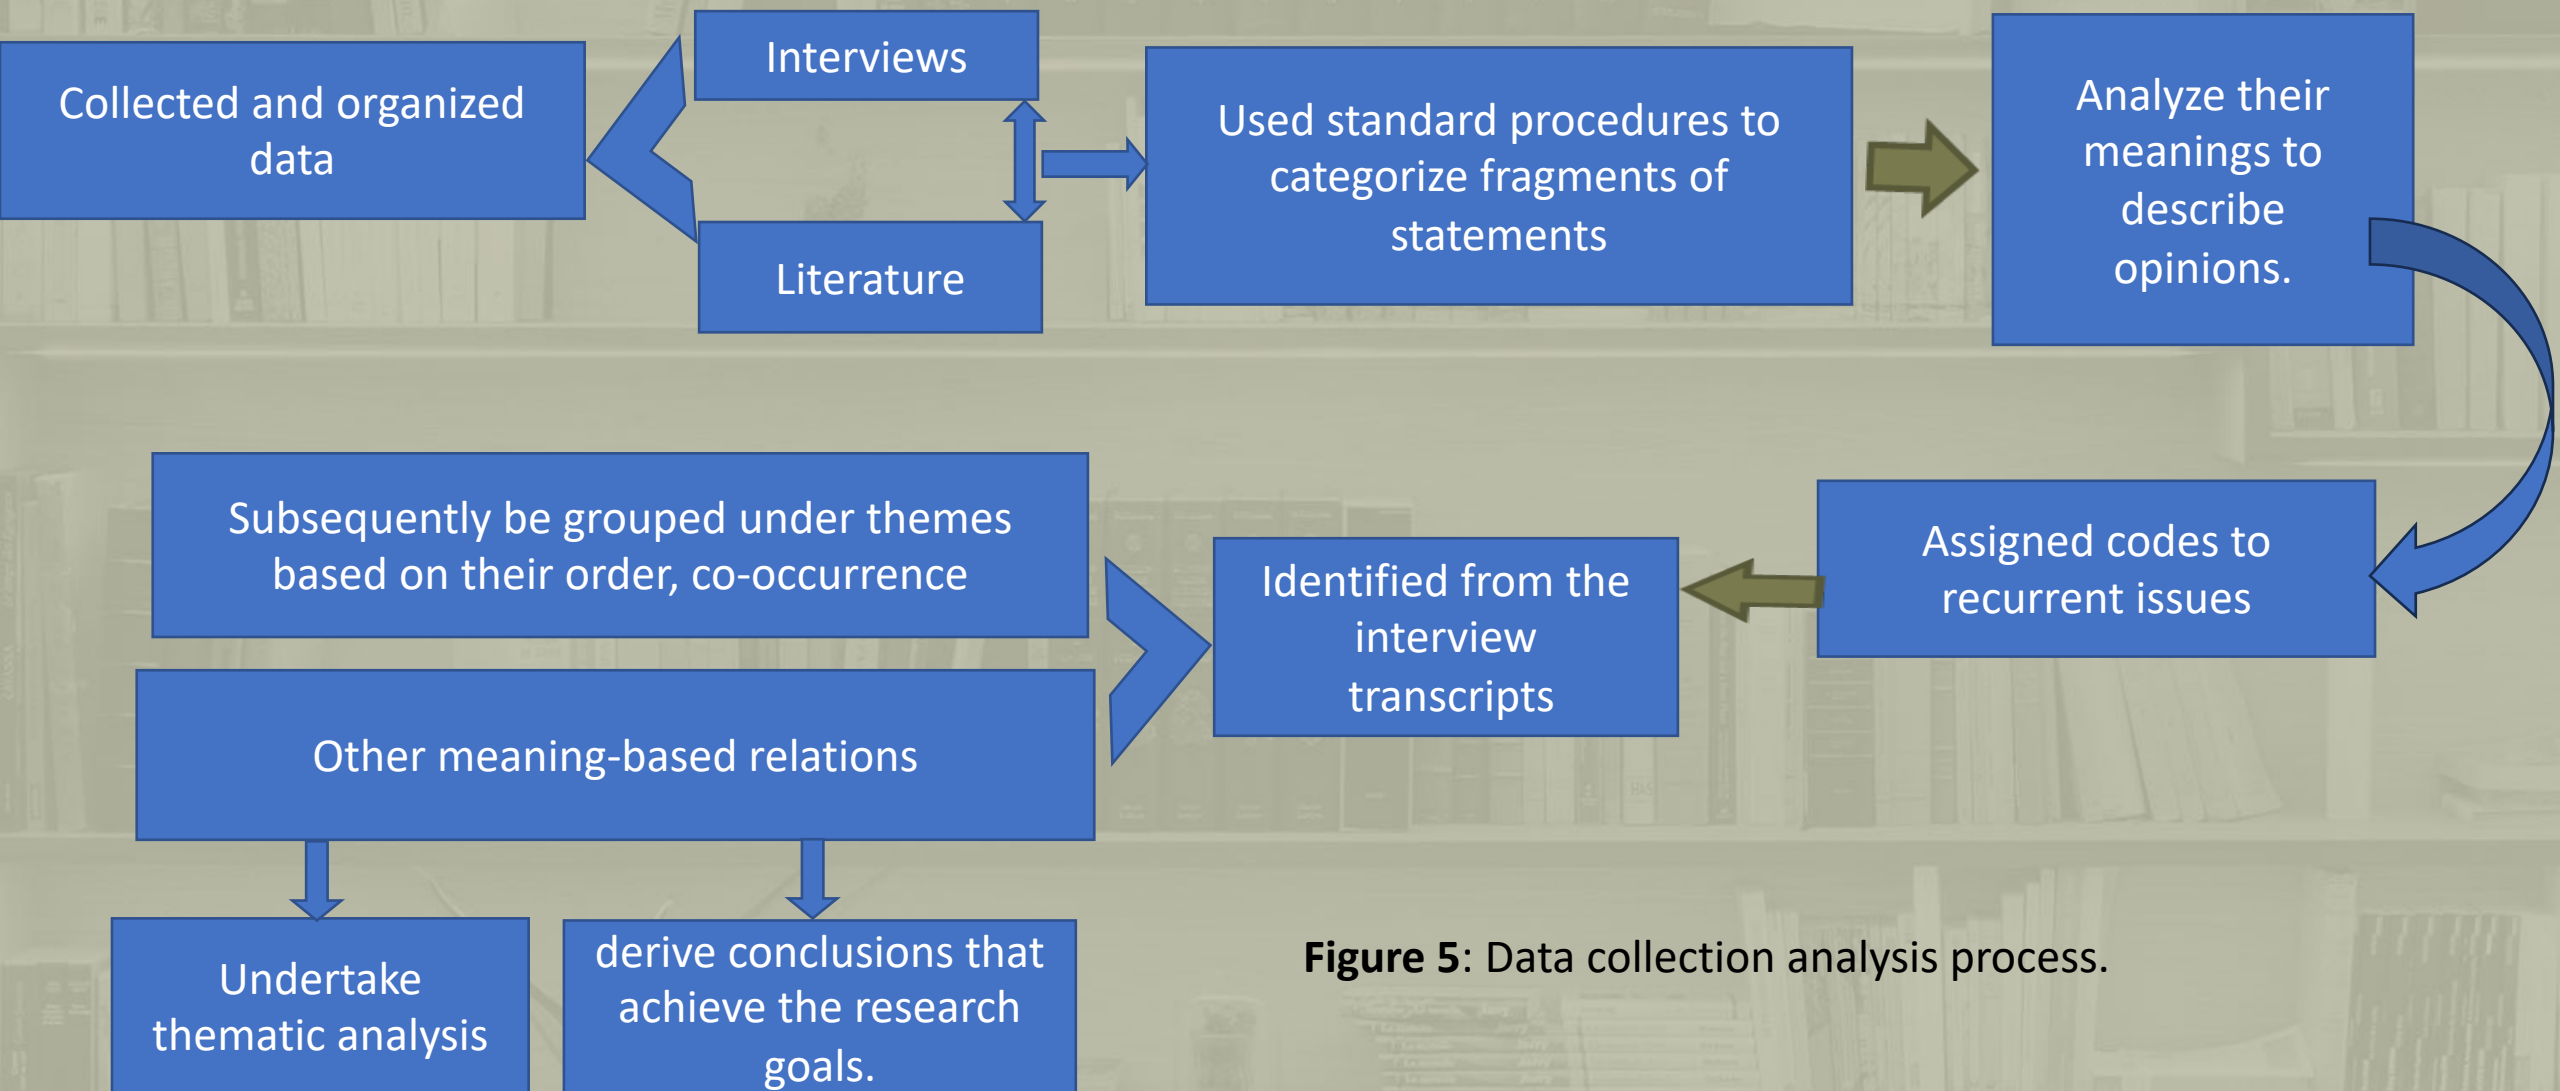 Collected and organized
data
Interviews
Literature
Used standard procedures to
categorize fragments of
statements
Analyze their
meanings to
describe
opinions.
Assigned codes to
recurrent issues
Identified from the
interview
transcripts
Subsequently be grouped under themes
based on their order, co-occurrence
Other meaning-based relations
Undertake
thematic analysis
derive conclusions that
achieve the research
goals.
Figure 5: Data collection analysis process.